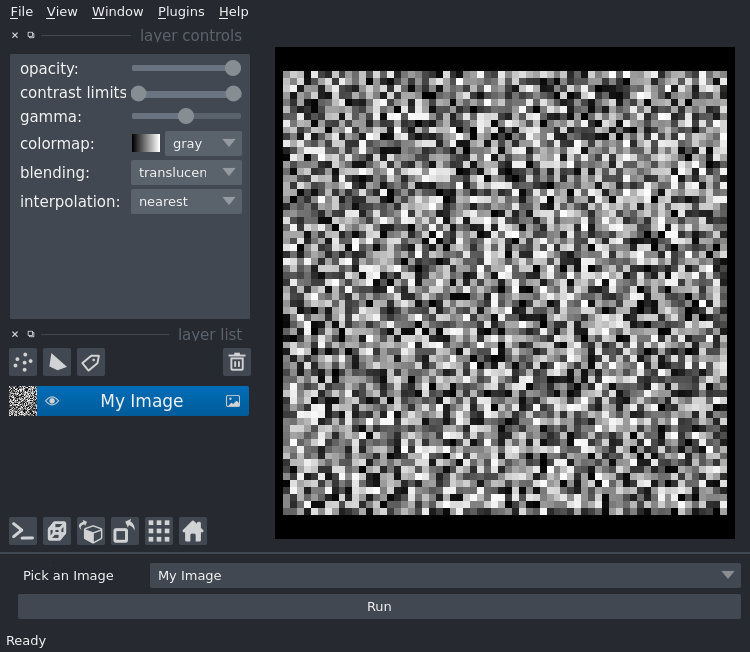 File View Window Plugins Help
layer controls
opacity:
contrast limits
gamma:
colormap: gray
blending: translucen
interpolation: nearest
layer list
My Image
Pick an Image My Image
Run
Ready